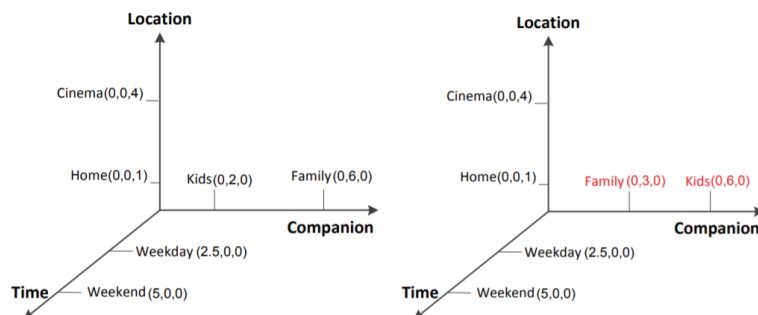 Location
Cinema(0,0,4)
Home(0,0,1)
Kids(0,2,0)
Family(0,6,0)
Companion
Weekday (2.5,0,0)
Time
Weekend (5,0,0)
Location
Cinema(0,0,4)
Home(0,0,1)
Family (0,3,0)
Kids(0,6,0)
Companion
Weekday (2.5,0,0)
Time
Weekend (5,0,0)